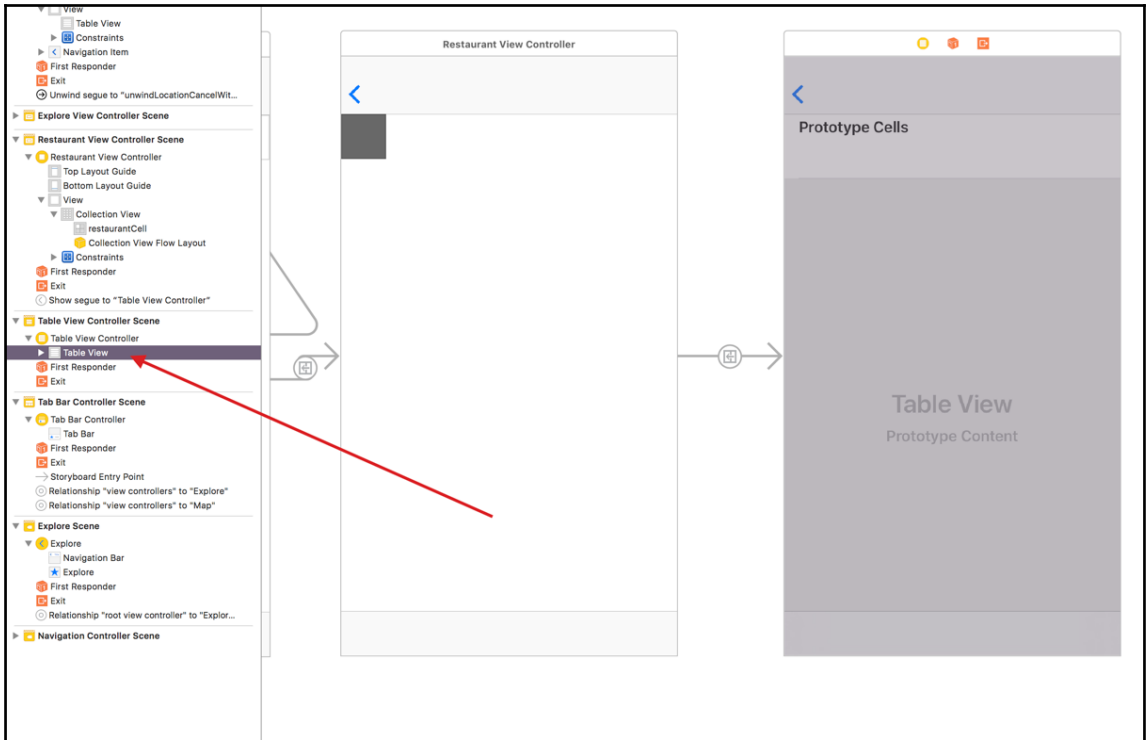 View
Table View
Constraints
Navigation Item
First Responder
Exit
Unwind segue to "unwindLocationCancelWit...
Explore View Controller Scene
Restaurant View Controller Scene
Restaurant View Controller
Top Layout Guide
Bottom Layout Guide
View
Collection View
restaurantCell
Collection View Flow Layout
Constraints
First Responder
Exit
Show segue to "Table View Controller"
Table View Controller Scene
Table View Controller
Table View
First Responder
Exit
Tab Bar Controller Scene
Tab Bar Controller
Tab Bar
First Responder
Exit
Storyboard Entry Point
Relationship "view controllers" to "Explore"
Relationship "view controllers" to "Map"
Explore Scene
Explore
Navigation Bar
Explore
First Responder
Exit
Relationship "root view controller" to "Explor...
Navigation Controller Scene
Restaurant View Controller
Prototype Cells
Table View
Prototype Content